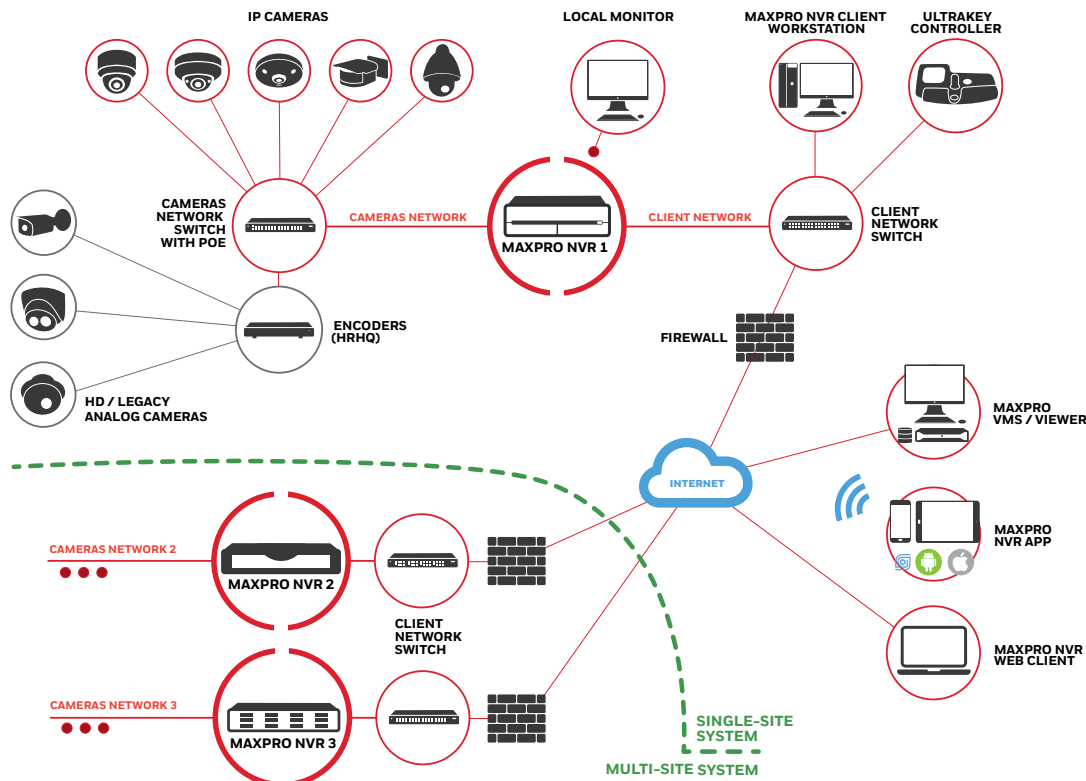 IP CAMERAS
LOCAL MONITOR
MAXPRO NVR CLIENT
WORKSTATION
ULTRAKEY
CONTROLLER
CAMERAS
NETWORK
SWITCH
WITH POE
CAMERAS NETWORK
MAXPRO NVR 1
CLIENT NETWORK
CLIENT
NETWORK
SWITCH
ENCODERS
(HRHQ)
FIREWALL
HD / LEGACY
ANALOG CAMERAS
MAXPRO
VMS / VIEWER
INTERNET
MAXPRO
NVR APP
CAMERAS NETWORK 2
MAXPRO NVR 2
CLIENT
NETWORK
SWITCH
MAXPRO NVR
WEB CLIENT
CAMERAS NETWORK 3
MAXPRO NVR 3
SINGLE-SITE
SYSTEM
MULTI-SITE SYSTEM